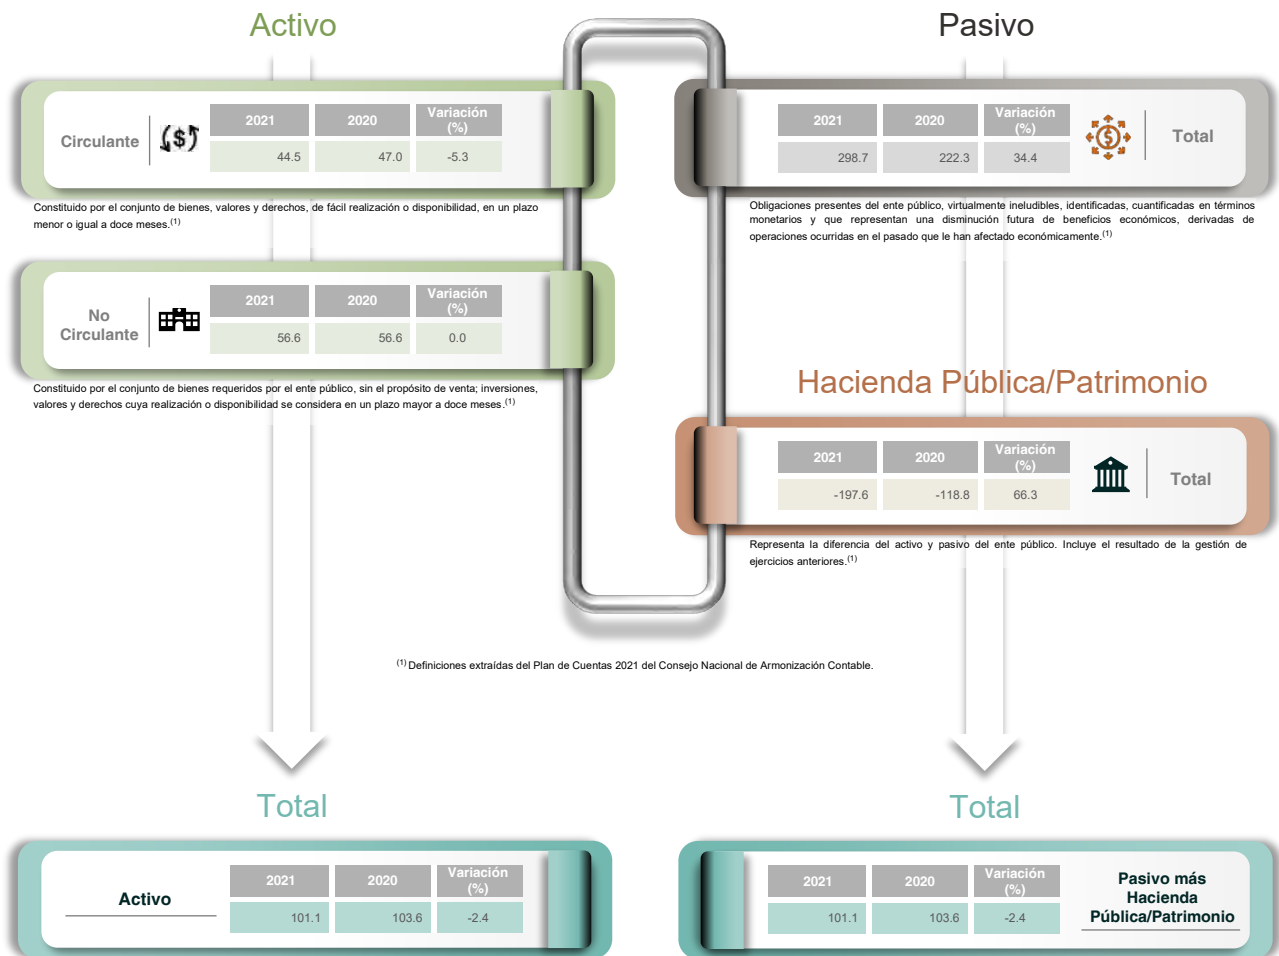 Activo
2021 2020 Variación (%)
Circulante
44.5 47.0 -5.3
Constituido por el conjunto de bienes, valores y derechos, de fácil realización o disponibilidad, en un plazo
menor o igual a doce meses.(1)
2021 2020 Variación (%)
No
Circulante
56.6 56.6 0.0
Constituido por el conjunto de bienes requeridos por el ente público, sin el propósito de venta; inversiones,
valores y derechos cuya realización o disponibilidad se considera en un plazo mayor a doce meses.(1)
Pasivo
2021 2020 Variación (%)
298.7 222.3 34.4
Total
Obligaciones presentes del ente público, virtualmente ineludibles, identificadas, cuantificadas en términos
monetarios y que representan una disminución futura de beneficios económicos, derivadas de
operaciones ocurridas en el pasado que le han afectado económicamente.(1)
Hacienda Pública/Patrimonio
2021 2020 Variación (%)
-197.6 -118.8 66.3
Total
Representa la diferencia del activo y pasivo del ente público. Incluye el resultado de la gestión de
ejercicios anteriores.(1)
(1) Definiciones extraídas del Plan de Cuentas 2021 del Consejo Nacional de Armonización Contable.
Total
2021 2020 Variación (%)
Activo
101.1 103.6 -2.4
Total
2021 2020 Variación (%)
101.1 103.6 -2.4
Pasivo más
Hacienda
Pública/Patrimonio